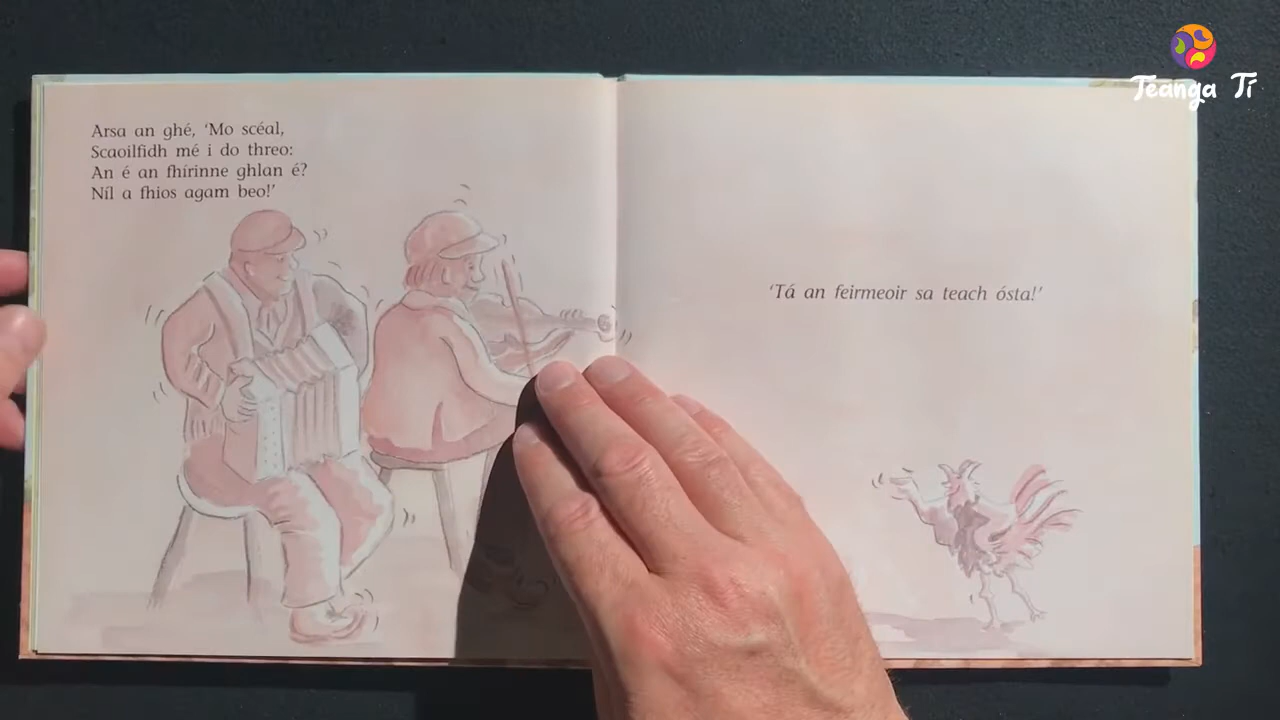 Arsa an ghé, ‘Mo scéal,
Scaoilfidh mé i do threo:
An é an fhírinne ghlan é?
Níl a fhios agam beo!’
‘Tá an feirmeoir sa teach ósta!’
Teanga Tí